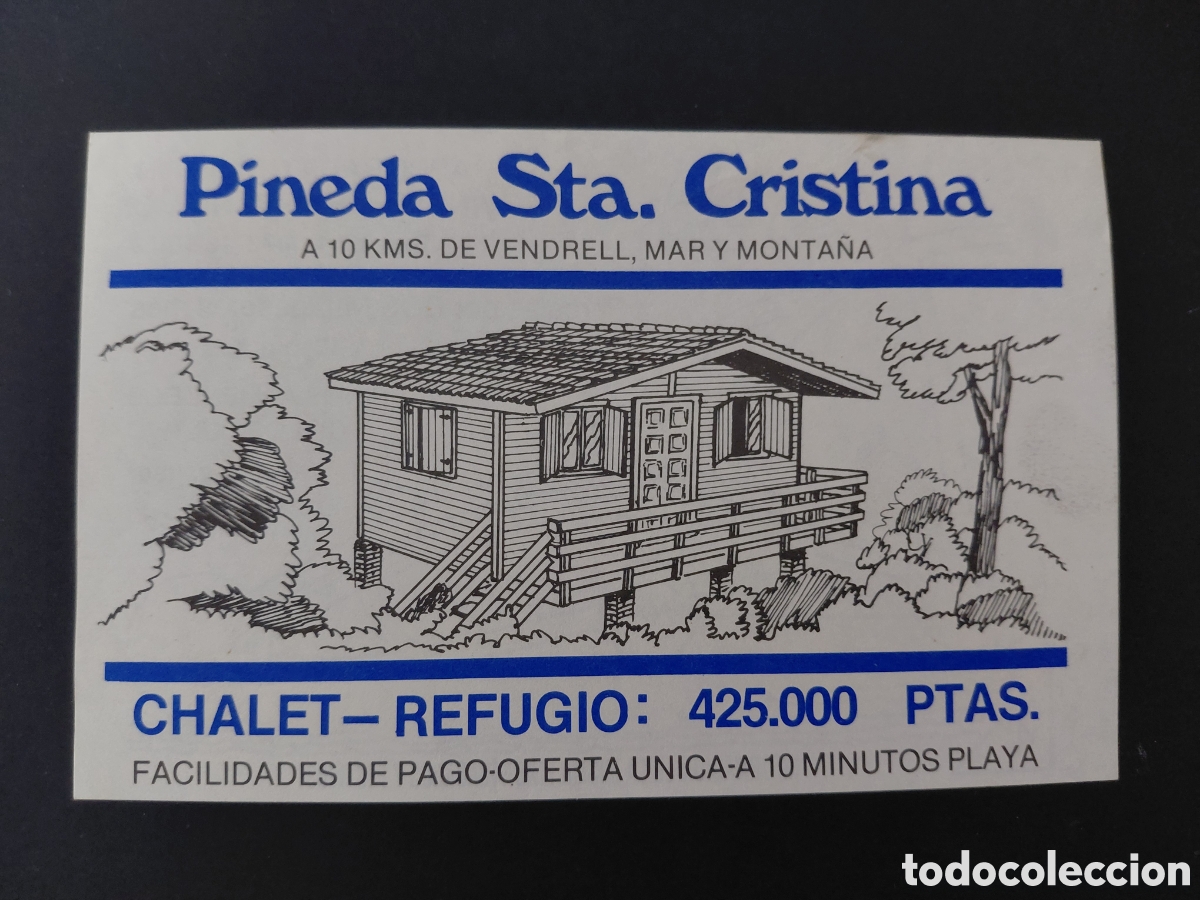 Pineda Sta. Cristina
A 10 KMS. DE VENDRELL, MAR Y MONTAÑA
CHALET–REFUGIO: 425.000 PTAS.
FACILIDADES DE PAGO-OFERTA UNICA-A 10 MINUTOS PLAYA
todocoleccion